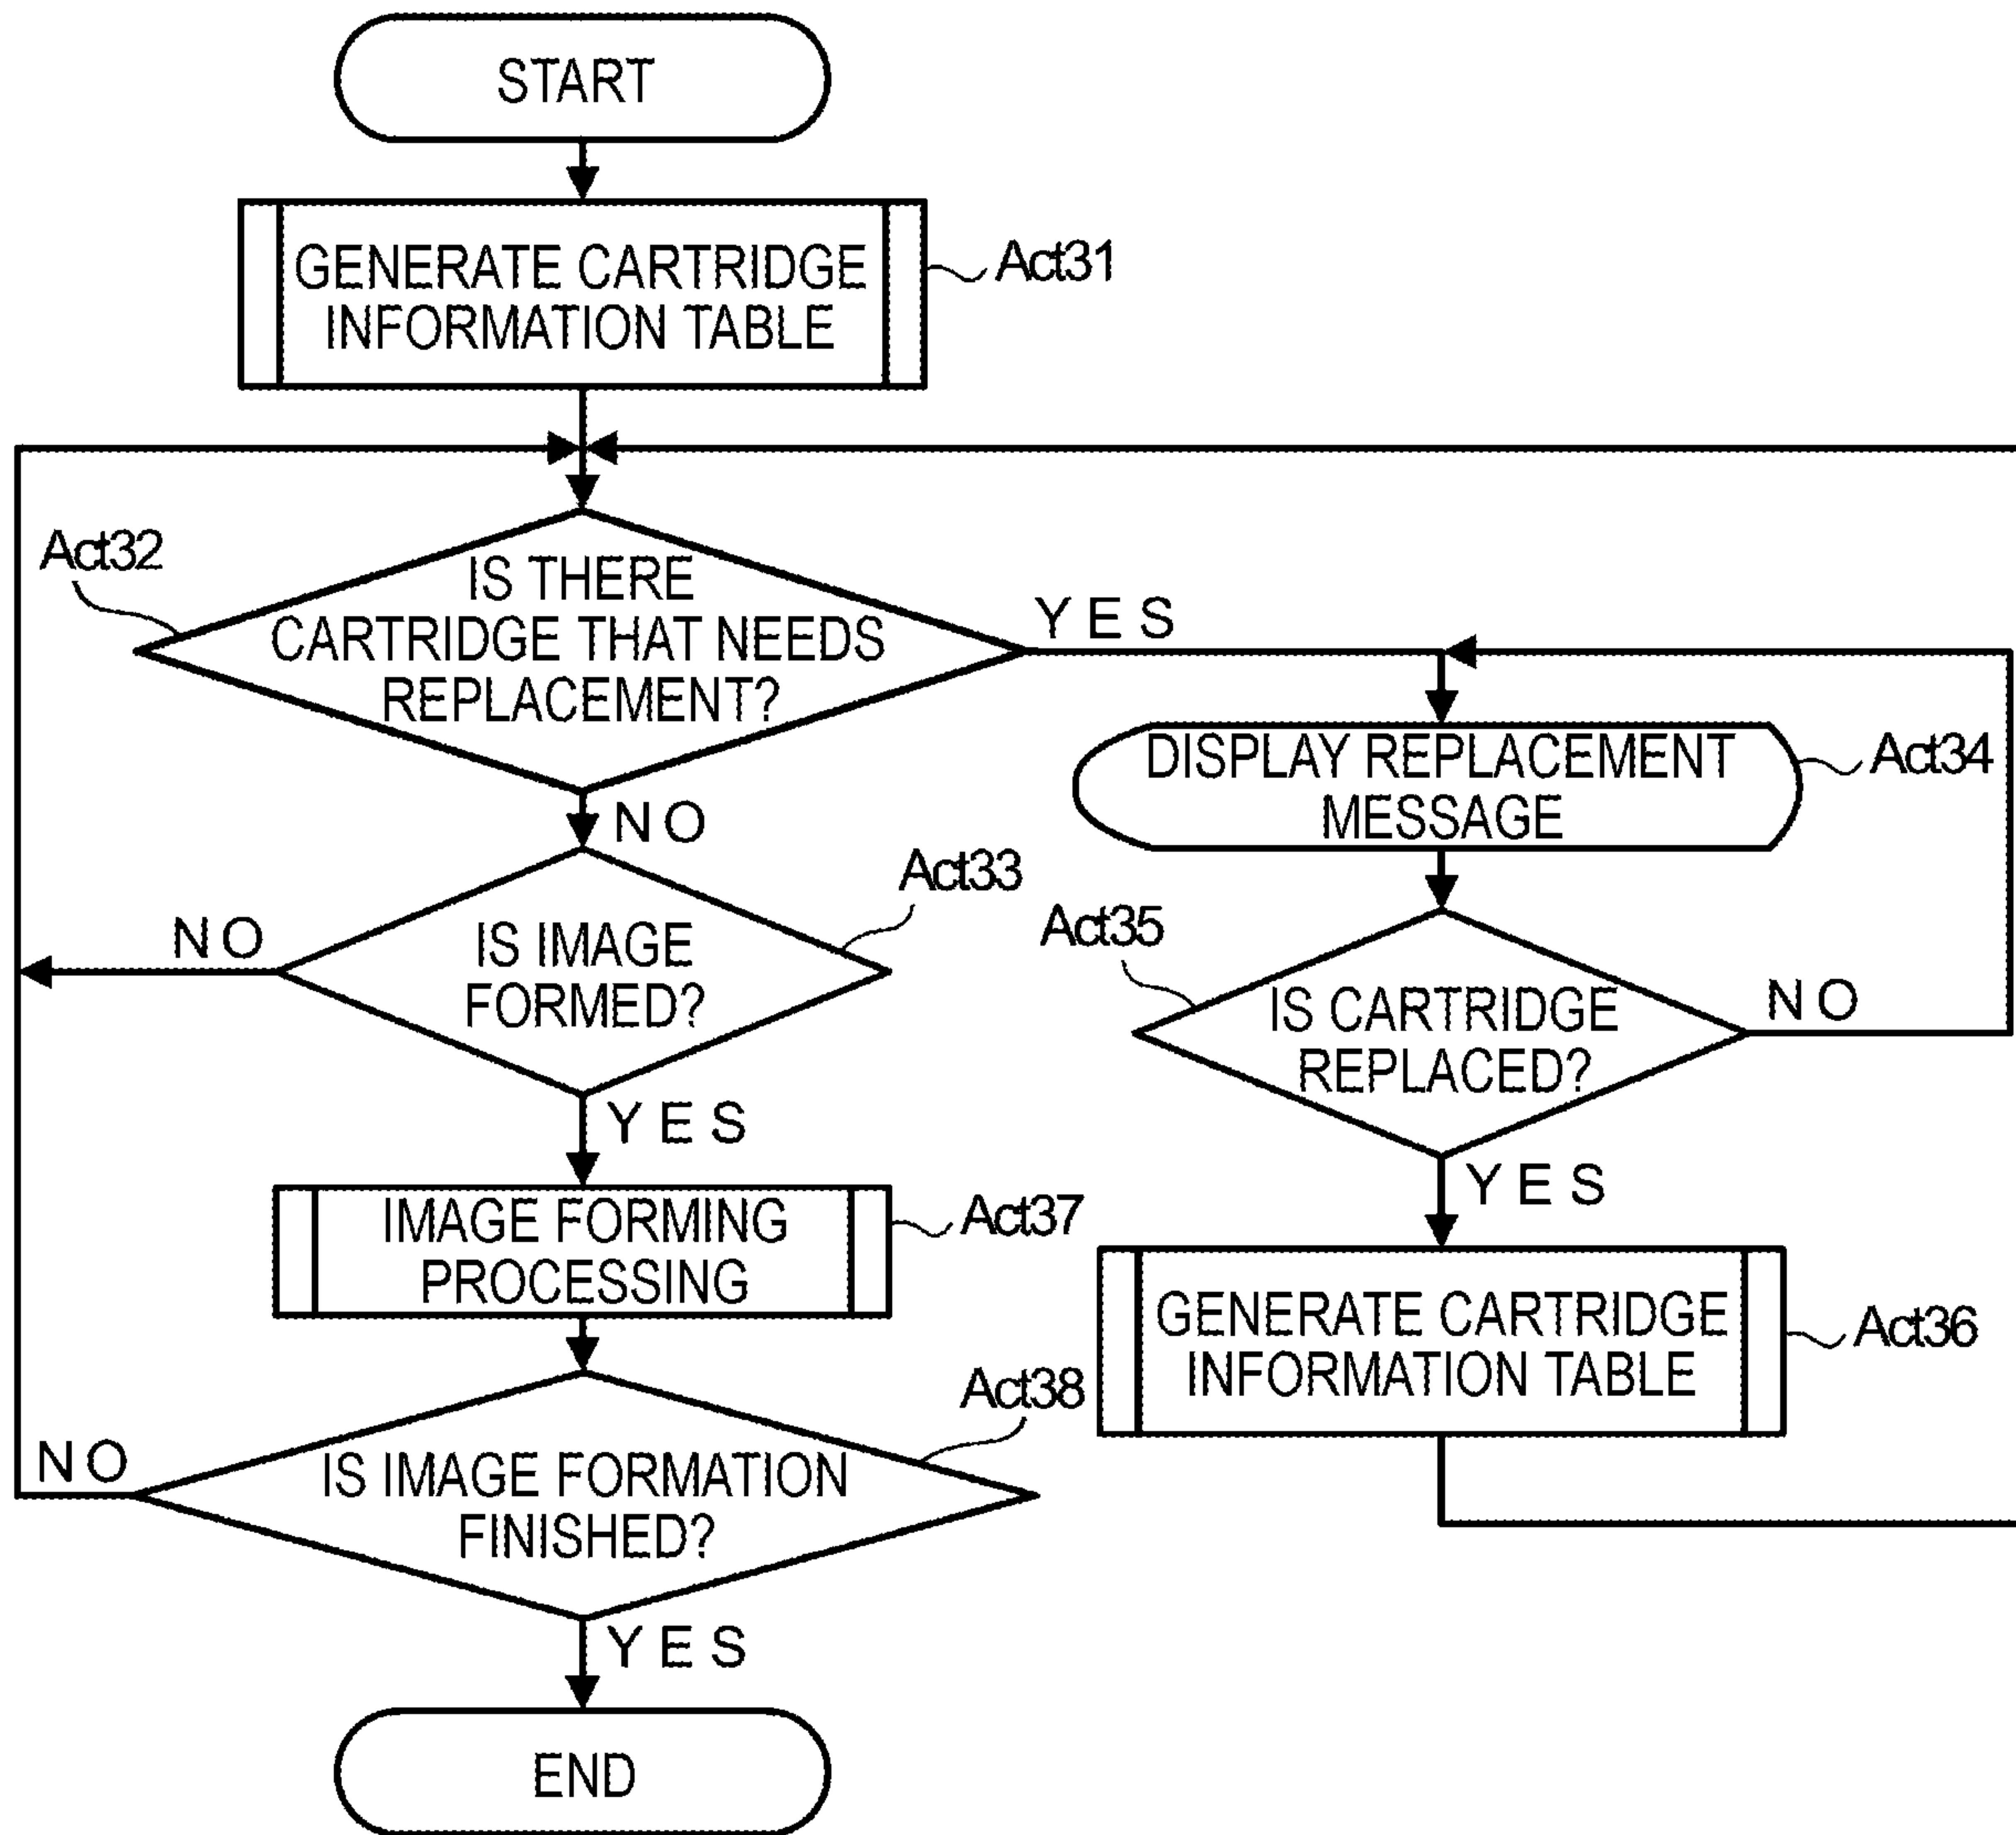 START
GENERATE CARTRIDGE
INFORMATION TABLE
Act31
Act32
IS THERE
CARTRIDGE THAT NEEDS
REPLACEMENT?
YES
NO
DISPLAY REPLACEMENT
MESSAGE
Act34
Act33
IS IMAGE
FORMED?
NO
YES
Act35
IS CARTRIDGE
REPLACED?
NO
YES
IMAGE FORMING
PROCESSING
Act37
GENERATE CARTRIDGE
INFORMATION TABLE
Act36
Act38
IS IMAGE FORMATION
FINISHED?
NO
YES
END